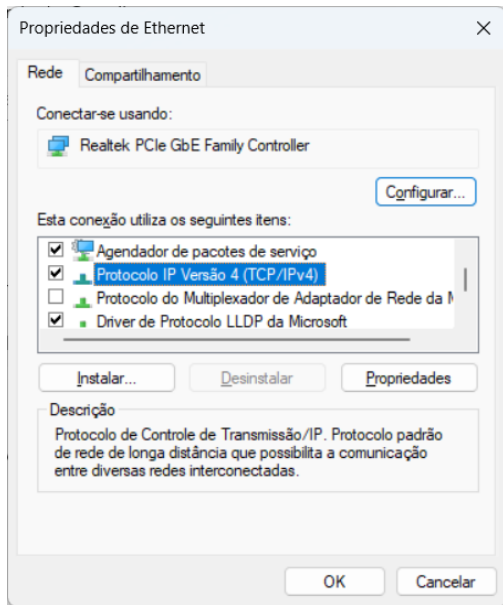 Propriedades de Ethernet
Rede
Compartilhamento
Conectar-se usando:
Realtek PCIe GbE Family Controller
Configurar...
Esta conexão utiliza os seguintes itens:
Agendador de pacotes de serviço
Protocolo IP Versão 4 (TCP/IPv4)
Protocolo do Multiplexador de Adaptador de Rede da
Driver de Protocolo LLDP da Microsoft
Instalar...
Desinstalar
Propriedades
Descrição
Protocolo de Controle de Transmissão/IP. Protocolo padrão
de rede de longa distância que possibilita a comunicação
entre diversas redes interconectadas.
OK
Cancelar